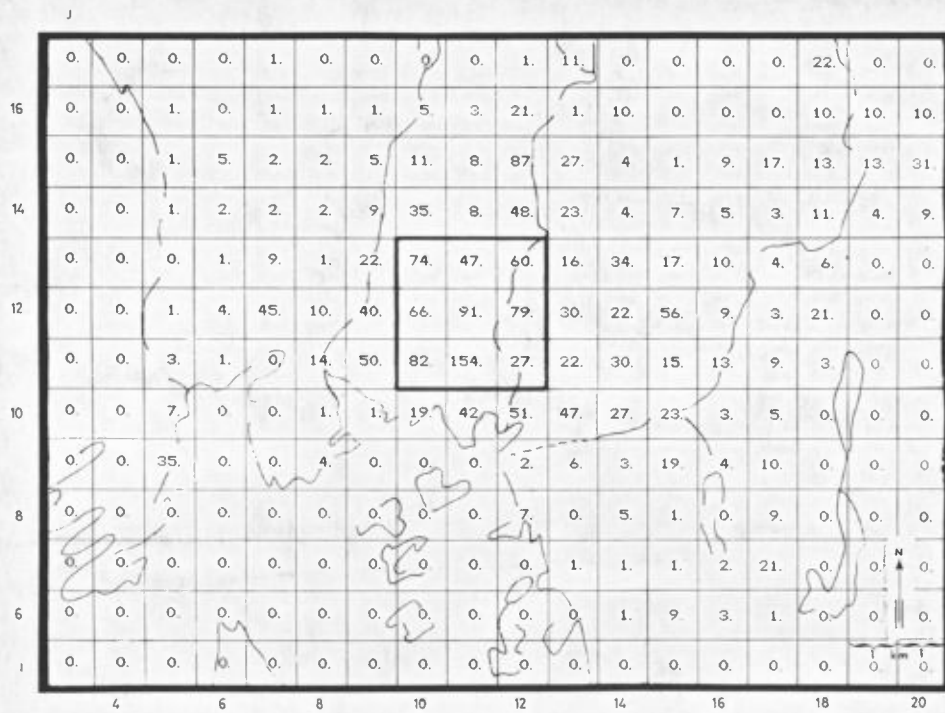 J
0. 0. 0. 0. 1. 0. 0. 0. 0. 1. 11. 0. 0. 0. 0. 22. 0. 0.
16 0. 0. 1. 0. 1. 1. 1. 5. 3. 21. 1. 10. 0. 0. 0. 10. 10. 10.
0. 0. 1. 5. 2. 2. 5. 11. 8. 87. 27. 4. 1. 9. 17. 13. 13. 31.
14 0. 0. 1. 2. 2. 2. 9. 35. 8. 48. 23. 4. 7. 5. 3. 11. 4. 9.
0. 0. 0. 1. 9. 1. 22. 74. 47. 60. 16. 34. 17. 10. 4. 6. 0. 0.
12 0. 0. 1. 4. 45. 10. 40. 66. 91. 79. 30. 22. 56. 9. 3. 21. 0. 0.
0. 0. 3. 1. 0. 14. 50. 82. 154. 27. 22. 30. 15. 13. 9. 3. 0. 0.
10 0. 0. 7. 0. 0. 1. 1. 19. 42. 51. 47. 27. 23. 3. 5. 0. 0. 0.
0. 0. 35. 0. 0. 4. 0. 0. 0. 2. 6. 3. 19. 4. 10. 0. 0. 0.
8 0. 0. 0. 0. 0. 0. 0. 0. 0. 7. 0. 5. 1. 0. 9. 0. 0. 0.
0. 0. 0. 0. 0. 0. 0. 0. 0. 0. 1. 1. 1. 2. 21. 0. 0. 0.
N
6 0. 0. 0. 0. 0. 0. 0. 0. 0. 0. 0. 1. 9. 3. 1. 0. 0. 0.
I 0. 0. 0. 0. 0. 0. 0. 0. 0. 0. 0. 0. 0. 0. 0. 0. 0. 0.
km
4 6 8 10 12 14 16 18 20